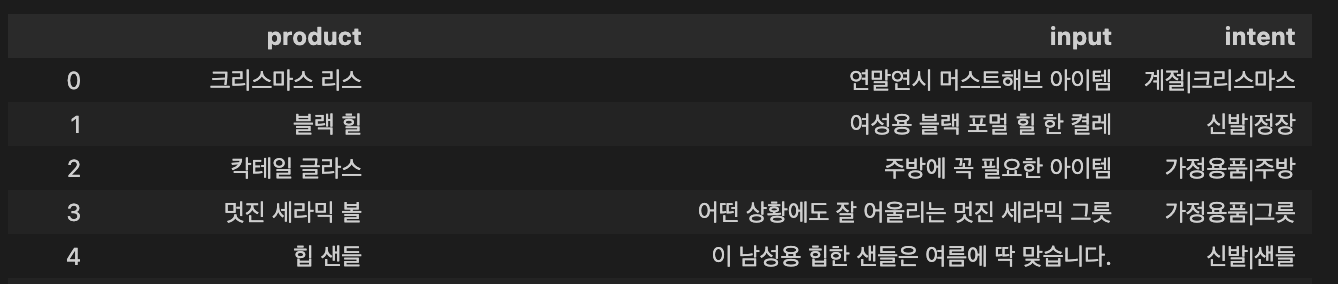 product input intent
0 크리스마스 리스 연말연시 머스트해브 아이템 계절|크리스마스
1 블랙 힐 여성용 블랙 포멀 힐 한 켤레 신발|정장
2 칵테일 글라스 주방에 꼭 필요한 아이템 가정용품|주방
3 멋진 세라믹 볼 어떤 상황에도 잘 어울리는 멋진 세라믹 그릇 가정용품|그릇
4 힙 샌들 이 남성용 힙한 샌들은 여름에 딱 맞습니다. 신발|샌들